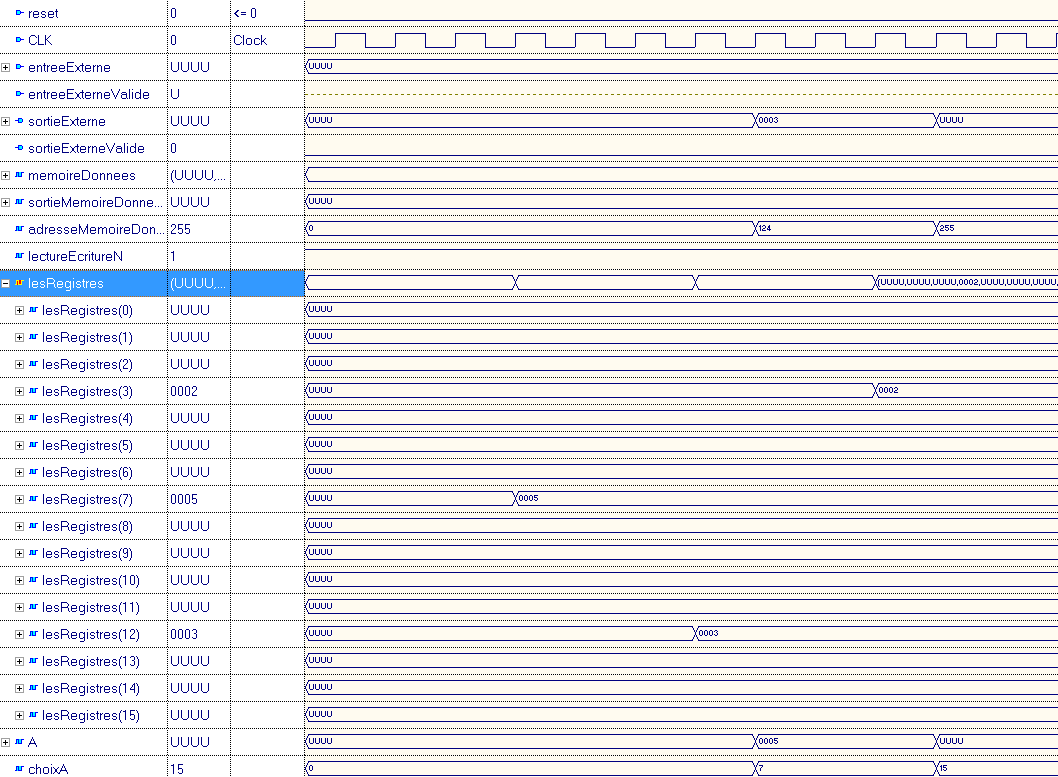 reset 0 <= 0
CLK 0 Clock
entreeExterne UUUU UUUU
entreeExterneValide U
sortieExterne UUUU UUUU 0003 UUUU
sortieExterneValide 0
memoireDonnees (UUUU,...
sortieMemoireDonne... UUUU UUUU
adresseMemoireDon... 255 0 124 255
lectureEcritureN 1
lesRegistres (UUUU,... (UUUU,UUUU,UUUU,0002,UUUU,UUUU,UUUU,
lesRegistres(0) UUUU UUUU
lesRegistres(1) UUUU UUUU
lesRegistres(2) UUUU UUUU
lesRegistres(3) 0002 UUUU 0002
lesRegistres(4) UUUU UUUU
lesRegistres(5) UUUU UUUU
lesRegistres(6) UUUU UUUU
lesRegistres(7) 0005 UUUU 0005
lesRegistres(8) UUUU UUUU
lesRegistres(9) UUUU UUUU
lesRegistres(10) UUUU UUUU
lesRegistres(11) UUUU UUUU
lesRegistres(12) 0003 UUUU 0003
lesRegistres(13) UUUU UUUU
lesRegistres(14) UUUU UUUU
lesRegistres(15) UUUU UUUU
A UUUU UUUU 0005 UUUU
choixA 15 0 7 15